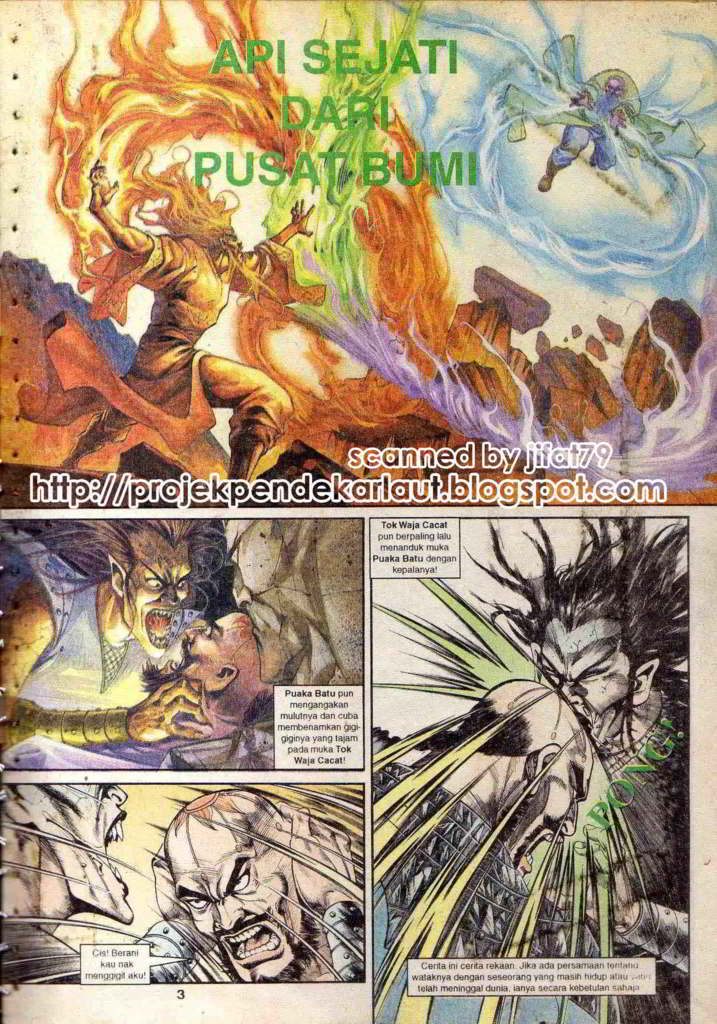 API SEJATI
DARI
PUSAT BUMI
scanned by jifat79
http://projekpendekarlaut.blogspot.com
Puaka Batu pun
mengangakan
mulutnya dan cuba
membenamkan gigi-
giginya yang tajam
pada muka Tok
Waja Cacat!
Tok Waja Cacat
pun berpaling lalu
menanduk muka
Puaka Batu dengan
kepalanya!
PONG!
Cis! Berani
kau nak
menggigit aku!
Cerita ini cerita rekaan. Jika ada persamaan tentang
wataknya dengan seseorang yang masih hidup atau
telah meninggal dunia, ianya secara kebetulan sahaja
3